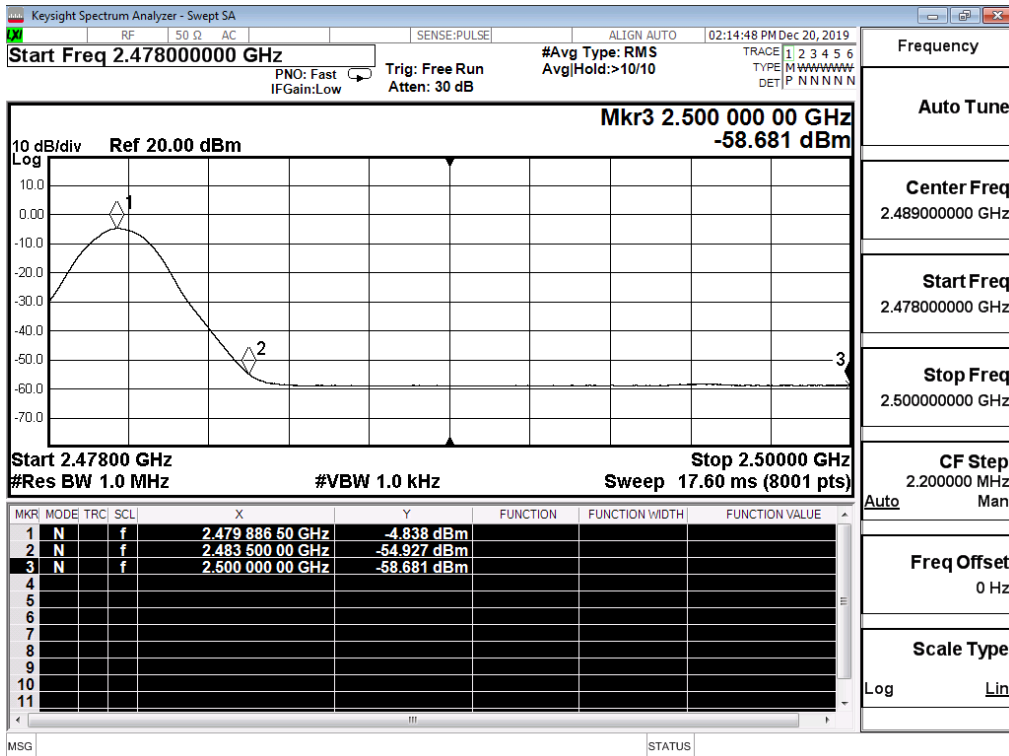 Keysight Spectrum Analyzer - Swept SA
LXI RF 50 Ω AC SENSE:PULSE ALIGN AUTO 02:14:48 PM Dec 20, 2019
Start Freq 2.478000000 GHz
PNO: Fast
IFGain:Low
Trig: Free Run
Atten: 30 dB
#Avg Type: RMS
Avg|Hold:>10/10
TRACE 1 2 3 4 5 6
TYPE M W W W W W
DET P N N N N N
Mkr3 2.500 000 00 GHz
-58.681 dBm
10 dB/div Ref 20.00 dBm
Log
10.0
0.00
-10.0
-20.0
-30.0
-40.0
-50.0
-60.0
-70.0
1
2
3
Start 2.47800 GHz Stop 2.50000 GHz
#Res BW 1.0 MHz #VBW 1.0 kHz Sweep 17.60 ms (8001 pts)
MKR MODE TRC SCL X Y FUNCTION FUNCTION WIDTH FUNCTION VALUE
1 N f 2.479 886 50 GHz -4.838 dBm
2 N f 2.483 500 00 GHz -54.927 dBm
3 N f 2.500 000 00 GHz -58.681 dBm
4
5
6
7
8
9
10
11
MSG STATUS
Frequency
Auto Tune
Center Freq
2.489000000 GHz
Start Freq
2.478000000 GHz
Stop Freq
2.500000000 GHz
CF Step
2.200000 MHz
Auto Man
Freq Offset
0 Hz
Scale Type
Log Lin